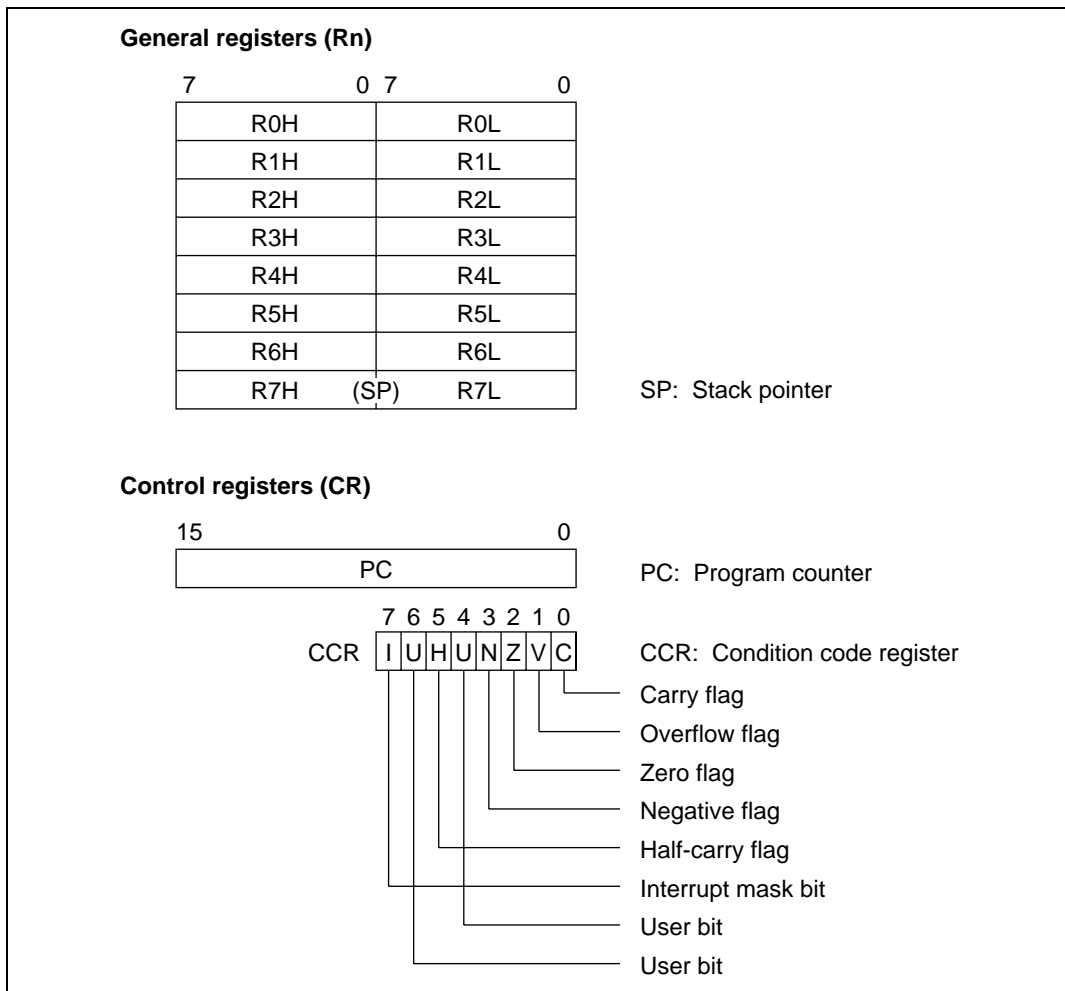 General registers (Rn)
7 0 7 0
R0H R0L
R1H R1L
R2H R2L
R3H R3L
R4H R4L
R5H R5L
R6H R6L
R7H (SP) R7L SP: Stack pointer
Control registers (CR)
15 0
PC PC: Program counter
7 6 5 4 3 2 1 0
CCR I U H U N Z V C CCR: Condition code register
Carry flag
Overflow flag
Zero flag
Negative flag
Half-carry flag
Interrupt mask bit
User bit
User bit